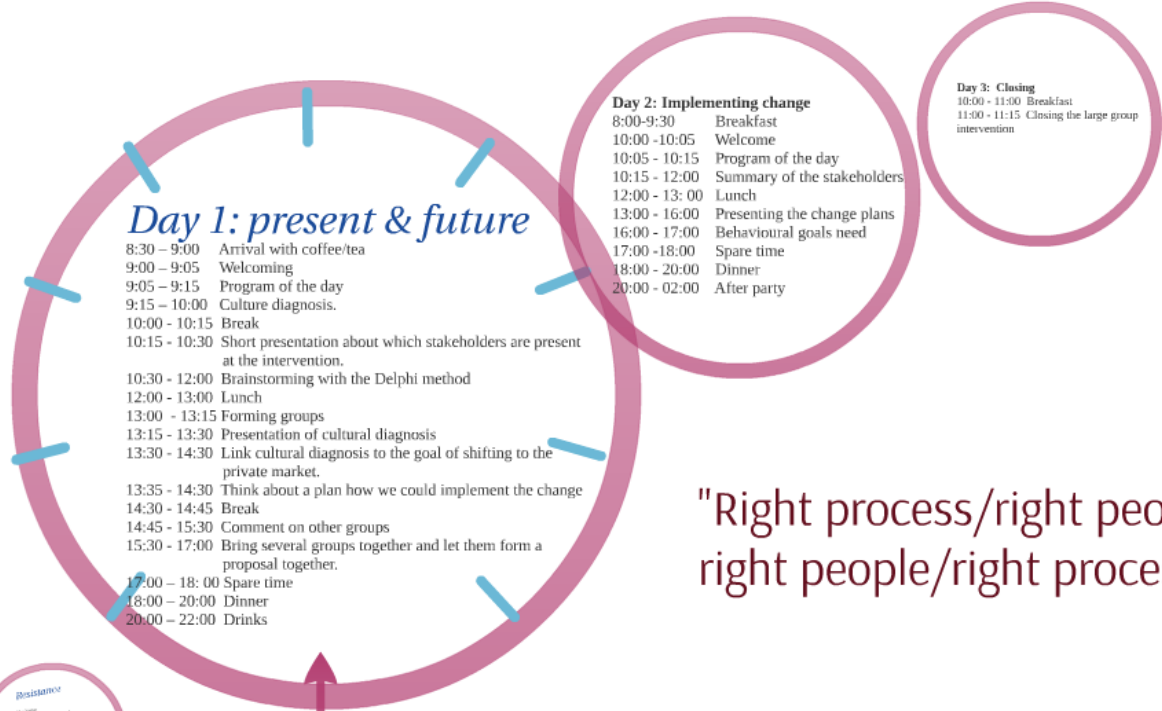 Day 1: present & future
8:30 – 9:00 Arrival with coffee/tea
9:00 – 9:05 Welcoming
9:05 – 9:15 Program of the day
9:15 – 10:00 Culture diagnosis.
10:00 - 10:15 Break
10:15 - 10:30 Short presentation about which stakeholders are present
at the intervention.
10:30 - 12:00 Brainstorming with the Delphi method
12:00 - 13:00 Lunch
13:00 - 13:15 Forming groups
13:15 - 13:30 Presentation of cultural diagnosis
13:30 - 14:30 Link cultural diagnosis to the goal of shifting to the
private market.
13:35 - 14:30 Think about a plan how we could implement the change
14:30 - 14:45 Break
14:45 - 15:30 Comment on other groups
15:30 - 17:00 Bring several groups together and let them form a
proposal together.
17:00 – 18: 00 Spare time
18:00 – 20:00 Dinner
20:00 – 22:00 Drinks
Day 2: Implementing change
8:00-9:30 Breakfast
10:00 -10:05 Welcome
10:05 - 10:15 Program of the day
10:15 - 12:00 Summary of the stakeholders
12:00 - 13: 00 Lunch
13:00 - 16:00 Presenting the change plans
16:00 - 17:00 Behavioural goals need
17:00 -18:00 Spare time
18:00 - 20:00 Dinner
20:00 - 02:00 After party
Day 3: Closing
10:00 - 11:00 Breakfast
11:00 - 11:15 Closing the large group
intervention
"Right process/right peo
right people/right proce
Resistance